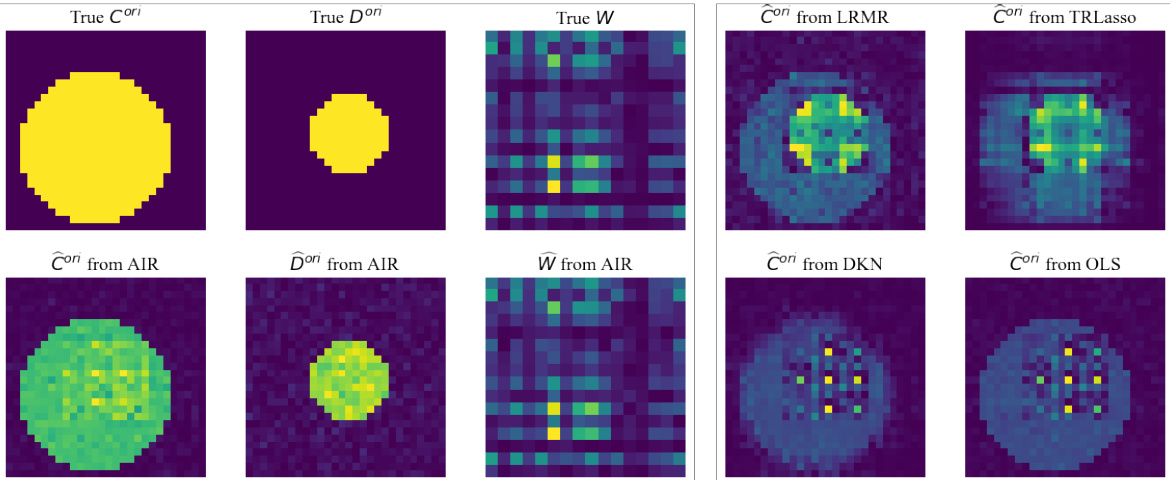 True C^ori
True D^ori
True W
Ĉ^ori from LRMR
Ĉ^ori from TRLasso
Ĉ^ori from AIR
D̂^ori from AIR
Ŵ from AIR
Ĉ^ori from DKN
Ĉ^ori from OLS